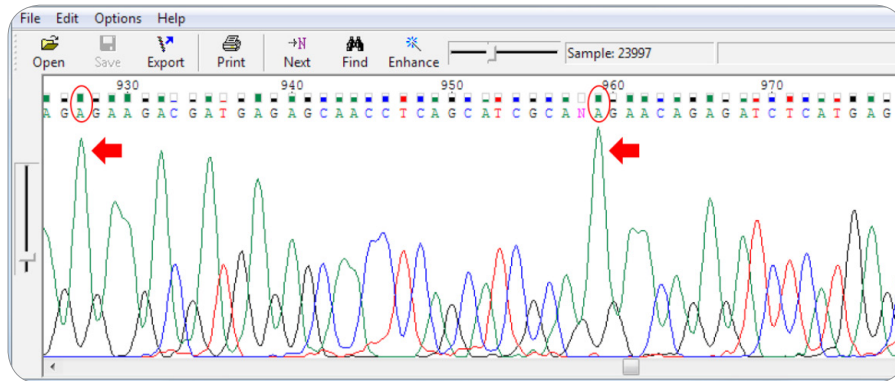 File Edit Options Help
Open Save Export Print Next Find Enhance Sample: 23997
930 940 950 960 970
A G A G A A G A C G A T G A G A G C A A C C T C A G C A T C G C A N A G A A C A G A G A T C T C A T G A G